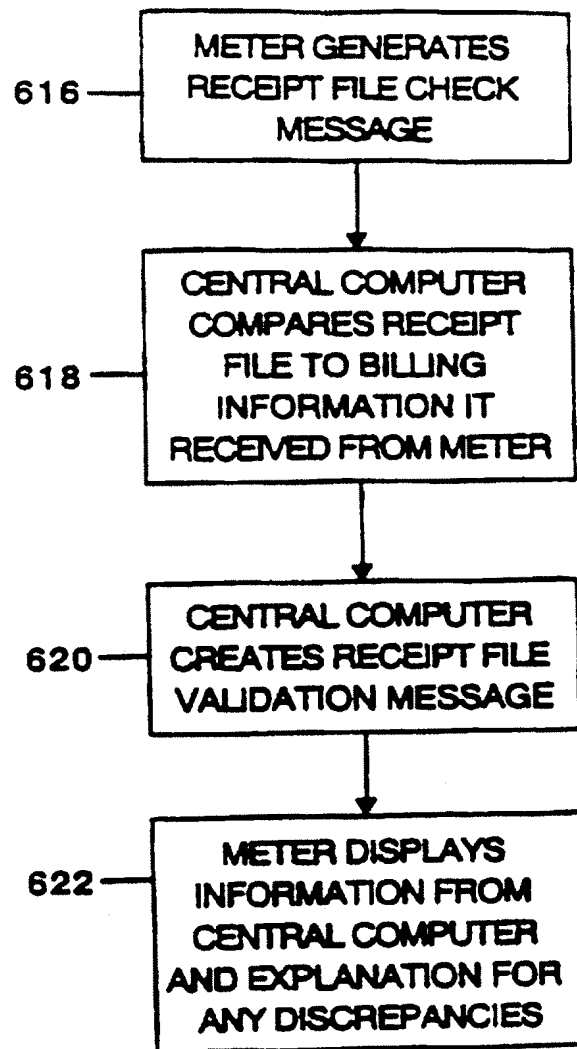 616
METER GENERATES
RECEIPT FILE CHECK
MESSAGE
618
CENTRAL COMPUTER
COMPARES RECEIPT
FILE TO BILLING
INFORMATION IT
RECEIVED FROM METER
620
CENTRAL COMPUTER
CREATES RECEIPT FILE
VALIDATION MESSAGE
622
METER DISPLAYS
INFORMATION FROM
CENTRAL COMPUTER
AND EXPLANATION FOR
ANY DISCREPANCIES